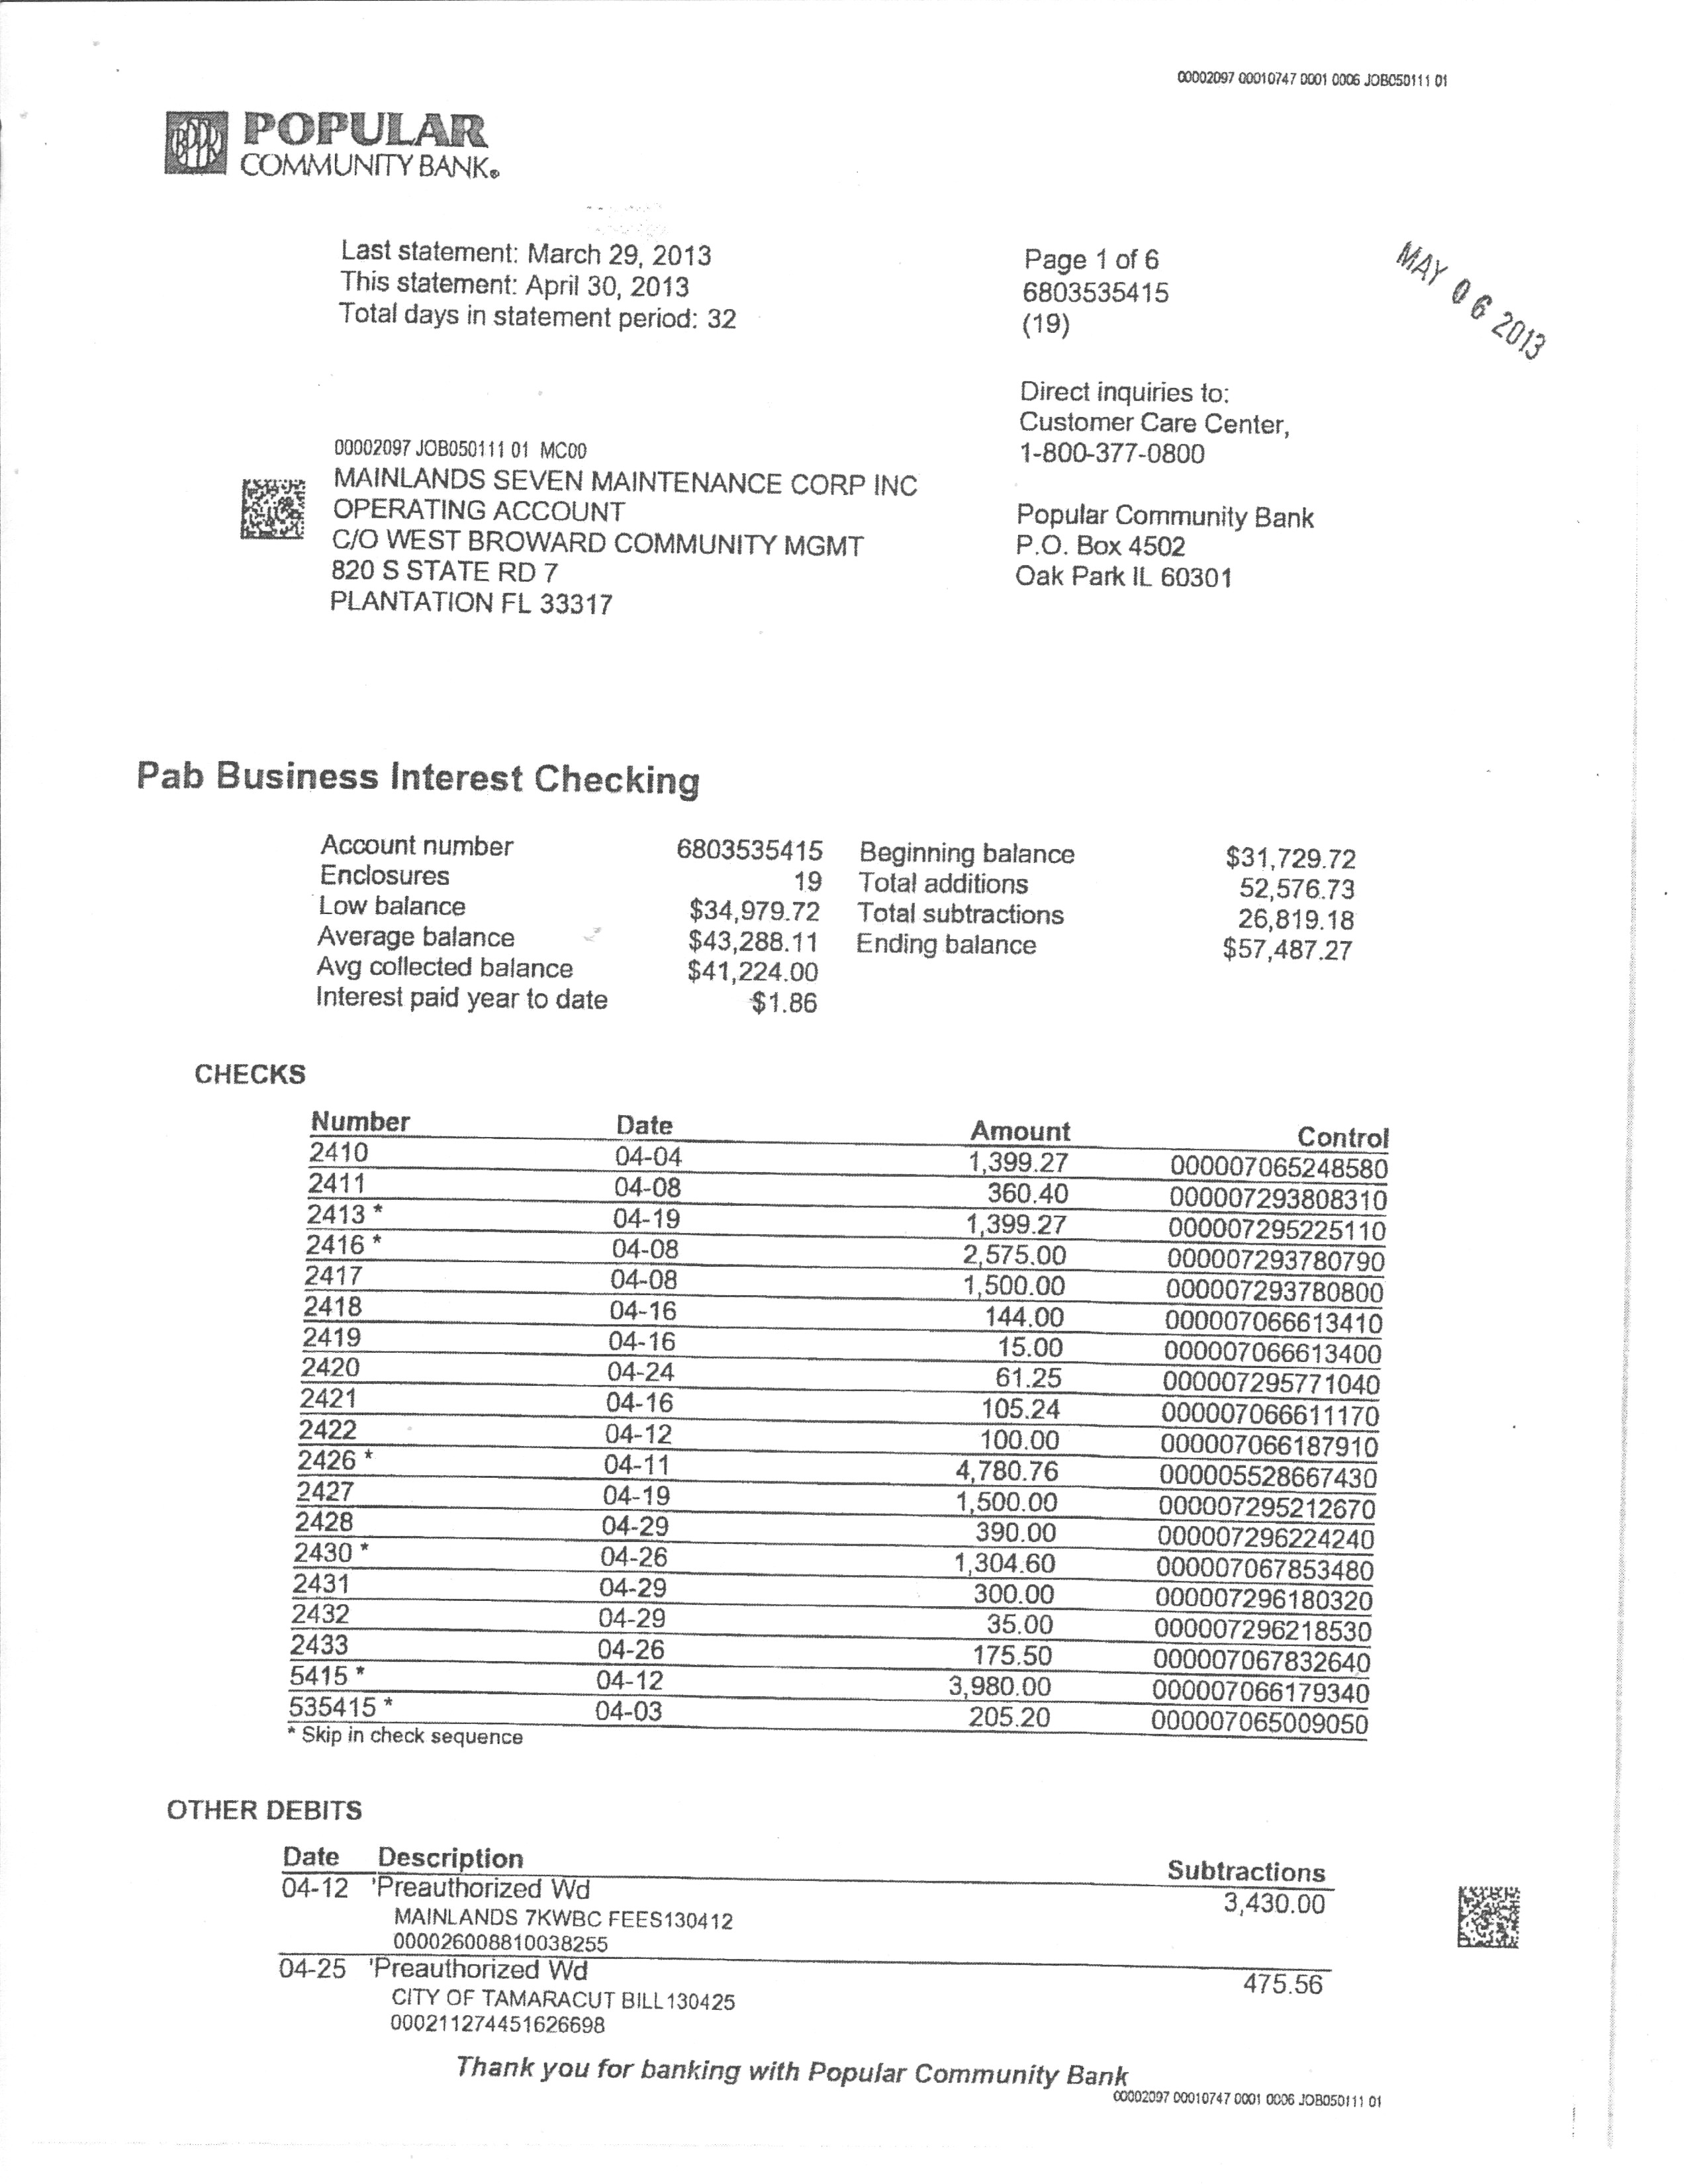 00002097 00010747 0001 0006 JOB050111 01
POPULAR
COMMUNITY BANK®
Last statement: March 29, 2013
This statement: April 30, 2013
Total days in statement period: 32
Page 1 of 6
6803535415
(19)
MAY 06 2013
Direct inquiries to:
Customer Care Center,
1-800-377-0800
00002097 JOB050111 01 MC00
MAINLANDS SEVEN MAINTENANCE CORP INC
OPERATING ACCOUNT
C/O WEST BROWARD COMMUNITY MGMT
820 S STATE RD 7
PLANTATION FL 33317
Popular Community Bank
P.O. Box 4502
Oak Park IL 60301
Pab Business Interest Checking
Account number 6803535415 Beginning balance $31,729.72
Enclosures 19 Total additions 52,576.73
Low balance $34,979.72 Total subtractions 26,819.18
Average balance $43,288.11 Ending balance $57,487.27
Avg collected balance $41,224.00
Interest paid year to date $1.86
CHECKS
Number Date Amount Control
2410 04-04 1,399.27 000007065248580
2411 04-08 360.40 000007293808310
2413 * 04-19 1,399.27 000007295225110
2416 * 04-08 2,575.00 000007293780790
2417 04-08 1,500.00 000007293780800
2418 04-16 144.00 000007066613410
2419 04-16 15.00 000007066613400
2420 04-24 61.25 000007295771040
2421 04-16 105.24 000007066611170
2422 04-12 100.00 000007066187910
2426 * 04-11 4,780.76 000005528667430
2427 04-19 1,500.00 000007295212670
2428 04-29 390.00 000007296224240
2430 * 04-26 1,304.60 000007067853480
2431 04-29 300.00 000007296180320
2432 04-29 35.00 000007296218530
2433 04-26 175.50 000007067832640
5415 * 04-12 3,980.00 000007066179340
535415 * 04-03 205.20 000007065009050
* Skip in check sequence
OTHER DEBITS
Date Description Subtractions
04-12 'Preauthorized Wd 3,430.00
MAINLANDS 7KWBC FEES130412
000026008810038255
04-25 'Preauthorized Wd 475.56
CITY OF TAMARACUT BILL130425
000211274451626698
Thank you for banking with Popular Community Bank
00002097 00010747 0001 0006 JOB050111 01